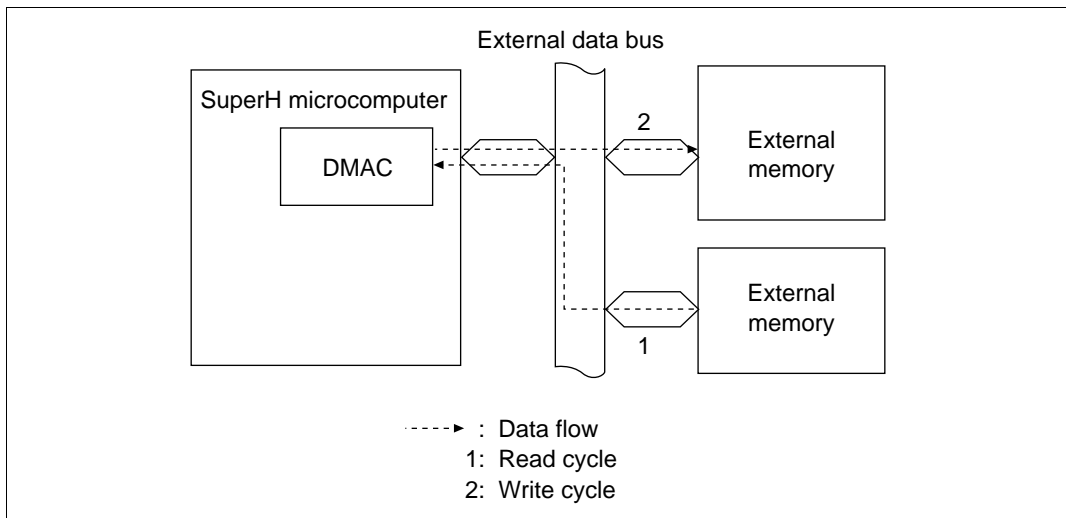 External data bus
SuperH microcomputer
DMAC
2
External
memory
External
memory
1
: Data flow
1: Read cycle
2: Write cycle